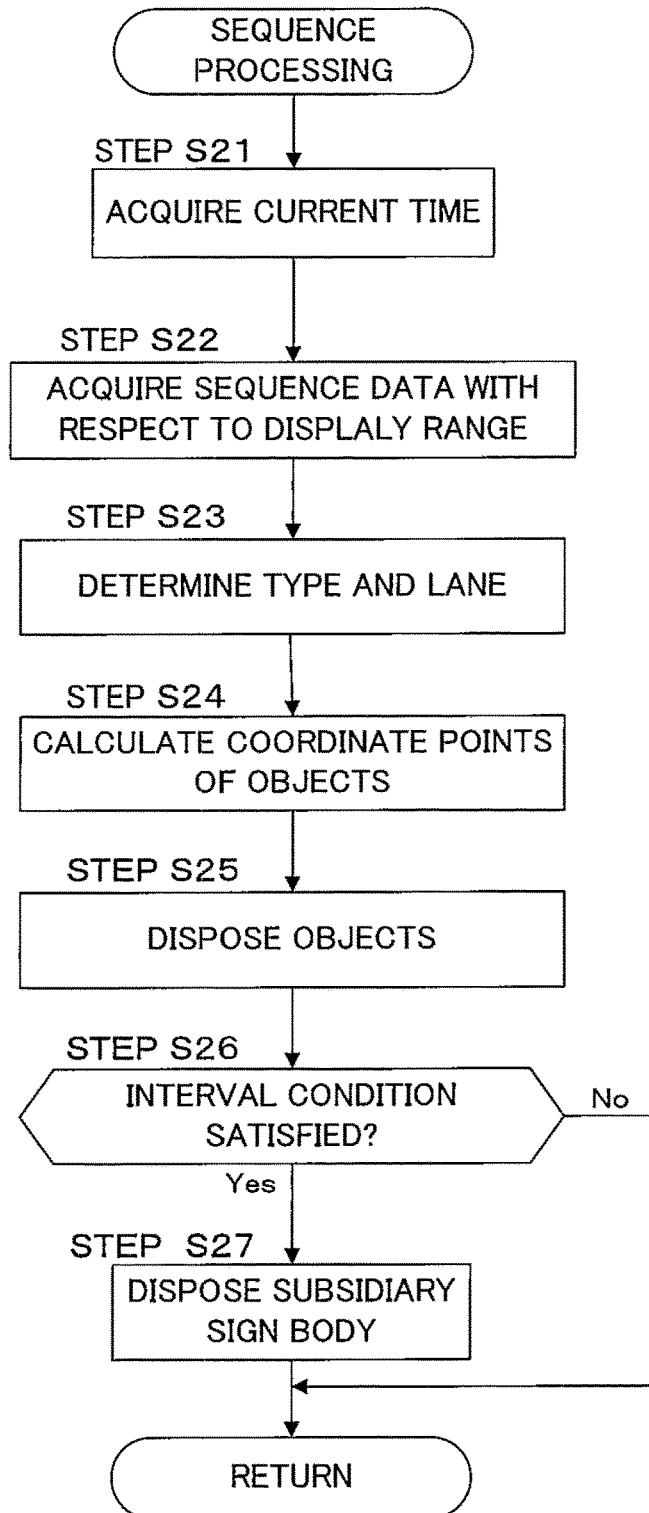 SEQUENCE
PROCESSING
STEP S21
ACQUIRE CURRENT TIME
STEP S22
ACQUIRE SEQUENCE DATA WITH
RESPECT TO DISPLALY RANGE
STEP S23
DETERMINE TYPE AND LANE
STEP S24
CALCULATE COORDINATE POINTS
OF OBJECTS
STEP S25
DISPOSE OBJECTS
STEP S26
INTERVAL CONDITION
SATISFIED?
No
Yes
STEP S27
DISPOSE SUBSIDIARY
SIGN BODY
RETURN